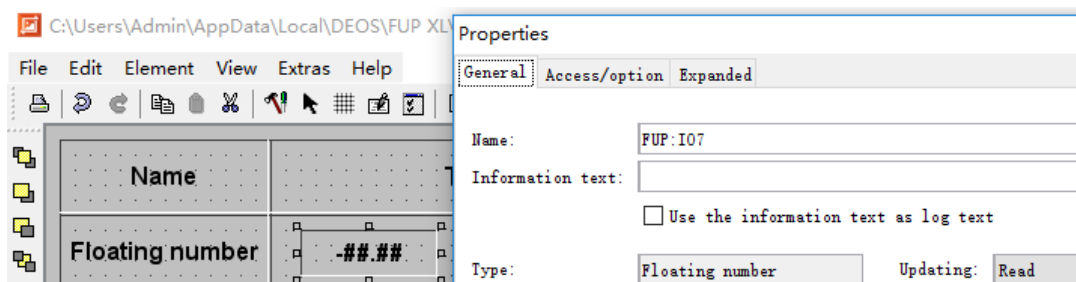 C:\Users\Admin\AppData\Local\DEOS\FUP XL
Properties
File Edit Element View Extras Help
General Access/option Expanded
Name: FUP:I07
Information text:
Use the information text as log text
Name
Floating number -##.##
Type: Floating number Updating: Read